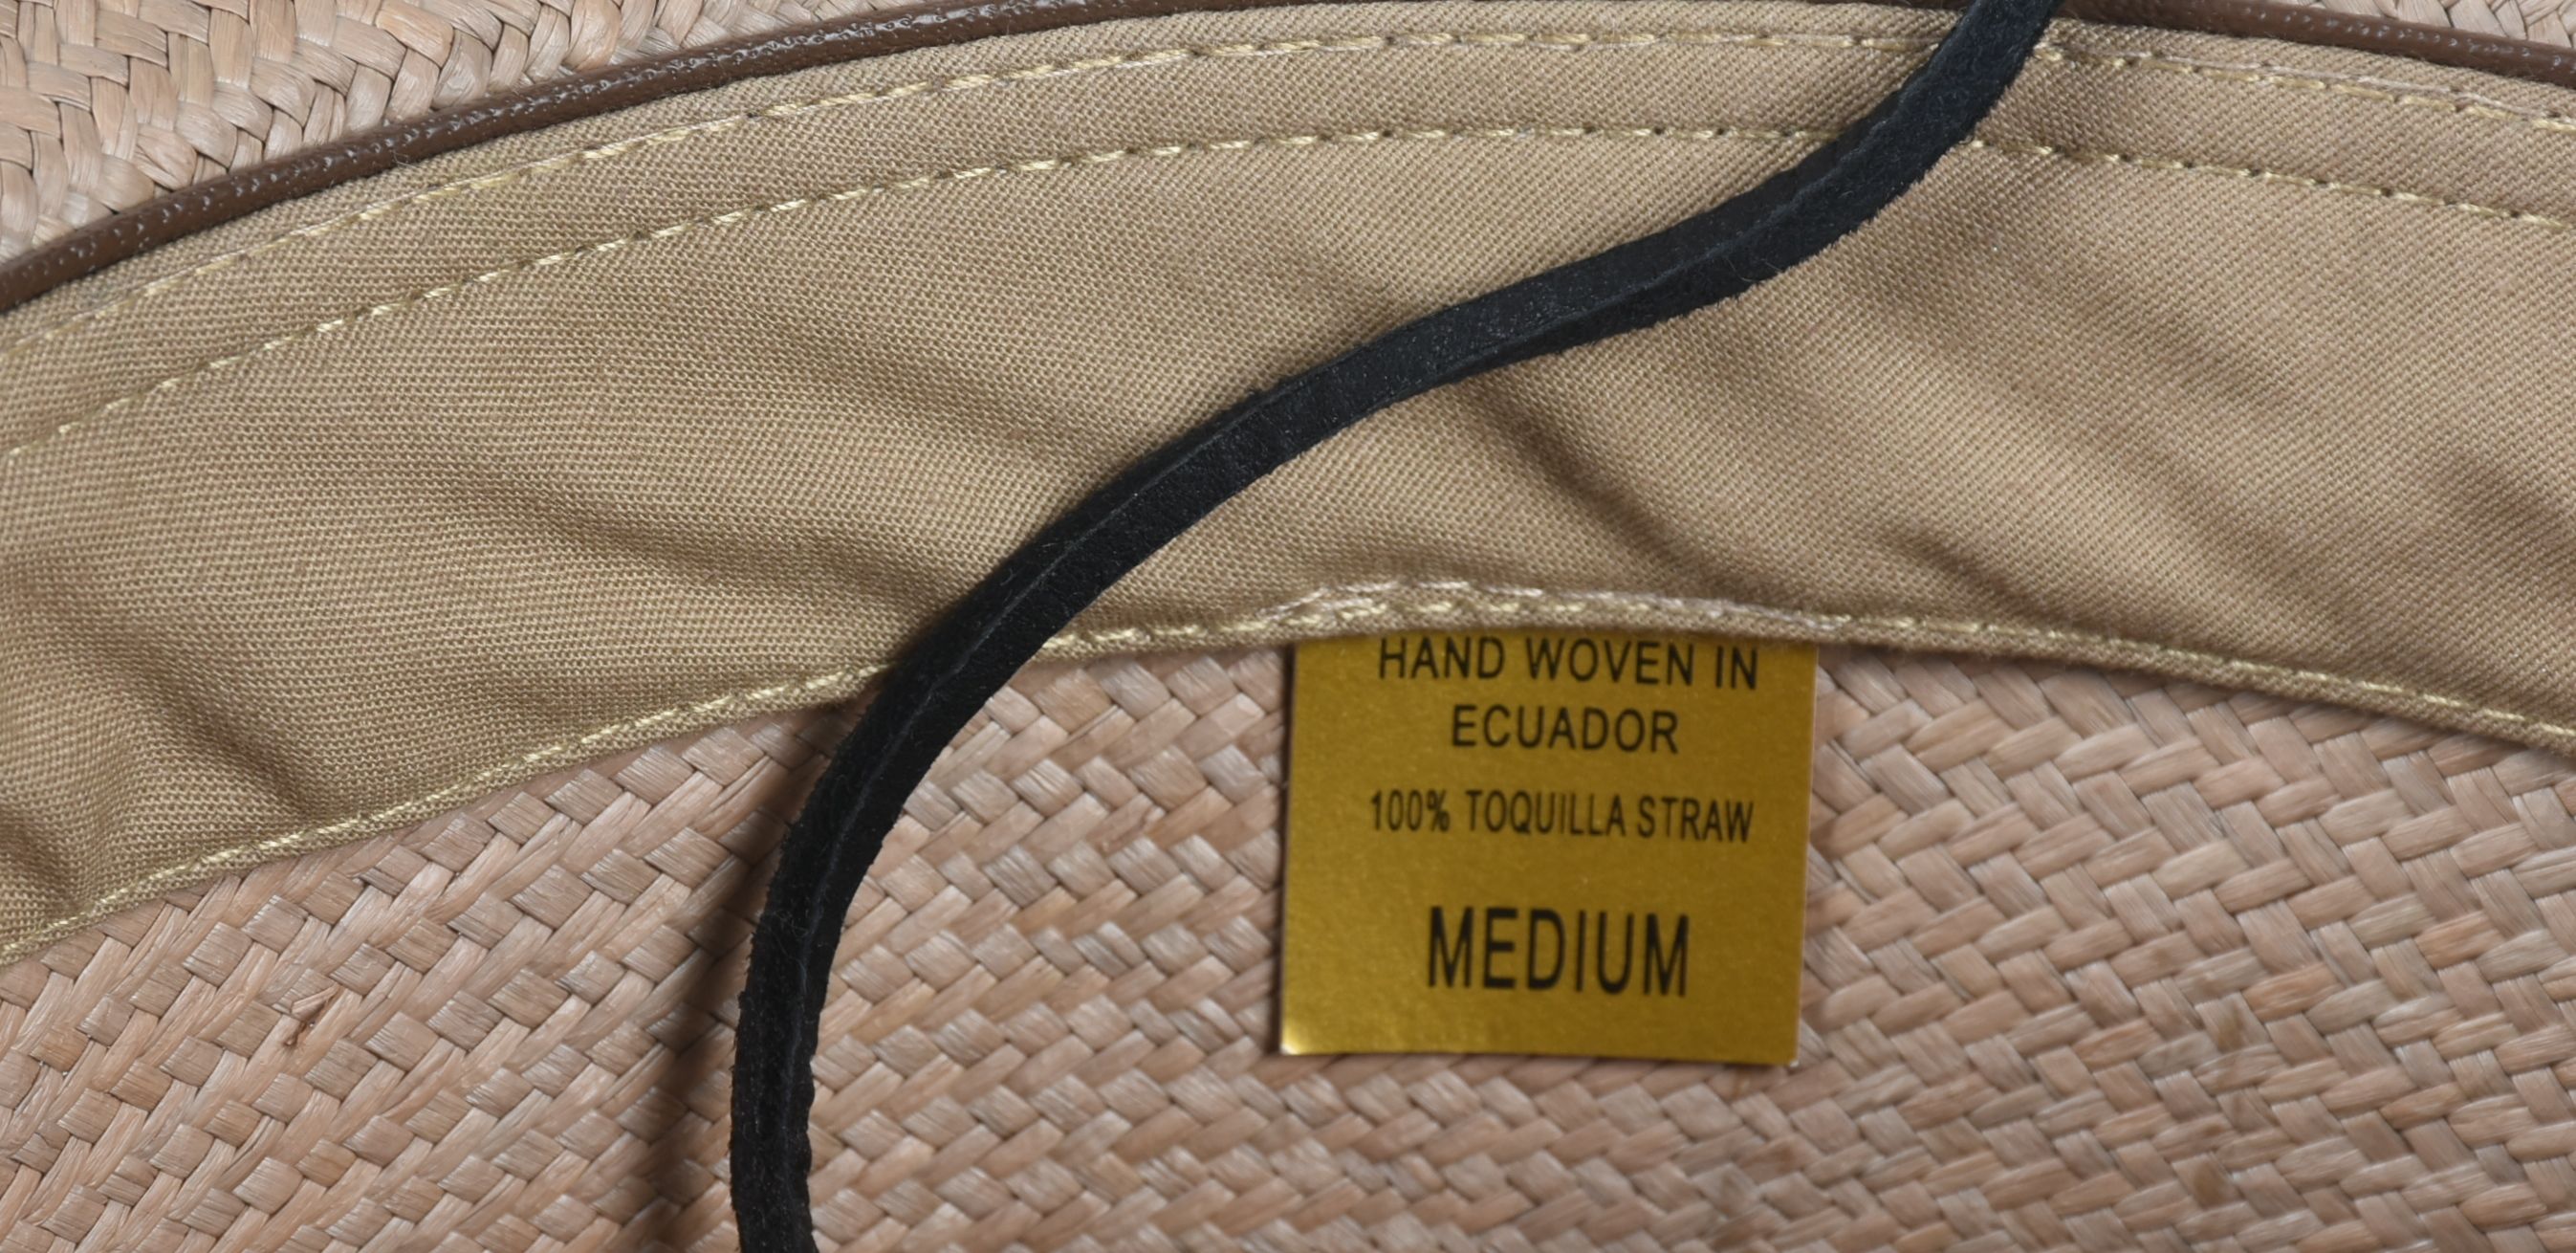 HAND WOVEN IN
ECUADOR
100% TOQUILLA STRAW
MEDIUM